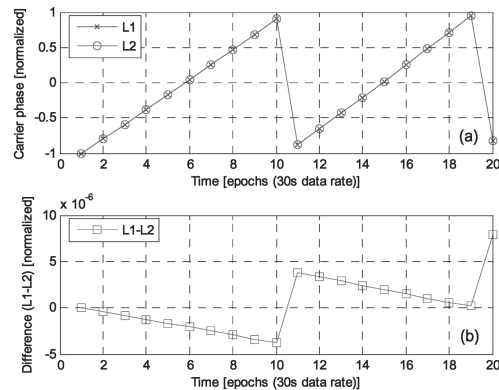 1
0.5
0
-0.5
-1
Carrier phase [normalized]
L1
L2
(a)
0 2 4 6 8 10 12 14 16 18 20
Time [epochs (30s data rate)]
x 10-6
10
5
0
-5
Difference (L1-L2) [normalized]
L1-L2
(b)
0 2 4 6 8 10 12 14 16 18 20
Time [epochs (30s data rate)]